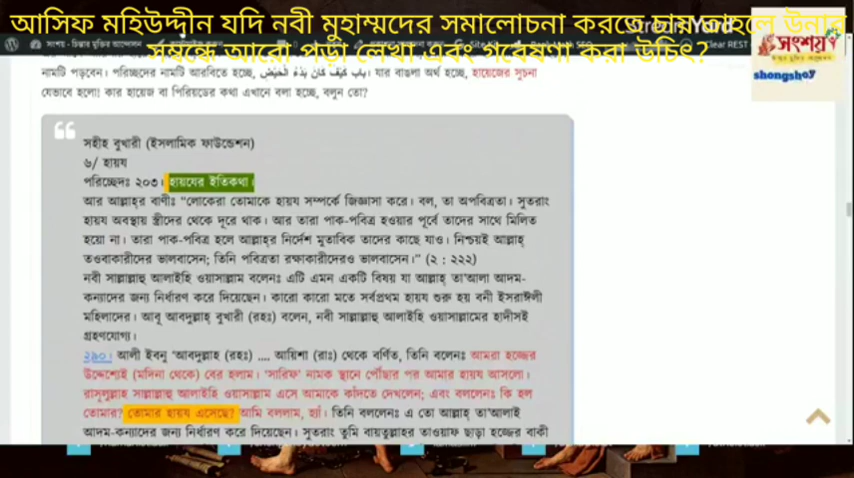 আসিফ মহিউদ্দীন যদি নবী মুহাম্মদের সমালোচনা করতে চায় তাহলে উনার
সম্বন্ধে আরো পড়া লেখা এবং গবেষণা করা উচিৎ?
সংশয়
shongshoy
নামটি পড়বেন। পরিচ্ছদের নামটি আরবিতে হচ্ছে, باب كَيْفَ كَانَ بَدْءُ الْحَيْضِ। যার বাঙলা অর্থ হচ্ছে, হায়েজের সূচনা
যেভাবে হলো! কার হায়েজ বা পিরিয়ডের কথা এখানে বলা হচ্ছে, বলুন তো?
সহীহ বুখারী (ইসলামিক ফাউন্ডেশন)
৬/ হায়য
পরিচ্ছেদঃ ২০৩। হায়যের ইতিকথা।
আর আল্লাহ্‌র বাণীঃ “লোকেরা তোমাকে হায়য সম্পর্কে জিজ্ঞাসা করে। বল, তা অপবিত্রতা। সুতরাং
হায়য অবস্থায় স্ত্রীদের থেকে দূরে থাক। আর তারা পাক-পবিত্র হওয়ার পূর্বে তাদের সাথে মিলিত
হয়ো না। তারা পাক-পবিত্র হলে আল্লাহ্‌র নির্দেশ মুতাবিক তাদের কাছে যাও। নিশ্চয়ই আল্লাহ্‌
তওবাকারীদের ভালবাসেন; তিনি পবিত্রতা রক্ষাকারীদেরও ভালবাসেন।” (২ : ২২২)
নবী সাল্লাল্লাহু আলাইহি ওয়াসাল্লাম বলেনঃ এটি এমন একটি বিষয় যা আল্লাহ্‌ তা'আলা আদম-
কন্যাদের জন্য নির্ধারণ করে দিয়েছেন। কারো কারো মতে সর্বপ্রথম হায়য শুরু হয় বনী ইসরাঈলী
মহিলাদের। আবূ আবদুল্লাহ্‌ বুখারী (রহঃ) বলেন, নবী সাল্লাল্লাহু আলাইহি ওয়াসাল্লামের হাদীসই
গ্রহণযোগ্য।
২৯০। আলী ইবনু ‘আবদুল্লাহ (রহঃ) .... আয়িশা (রাঃ) থেকে বর্ণিত, তিনি বলেনঃ আমরা হজ্জের
উদ্দেশ্যেই (মদিনা থেকে) বের হলাম। ‘সারিফ’ নামক স্থানে পৌঁছার পর আমার হায়য আসলো।
রাসূলুল্লাহ্‌ সাল্লাল্লাহু আলাইহি ওয়াসাল্লাম এসে আমাকে কাঁদতে দেখলেন; এবং বললেনঃ কি হল
তোমার? তোমার হায়য এসেছে? আমি বললাম, হ্যাঁ। তিনি বললেনঃ এ তো আল্লাহ্‌ তা'আলাই
আদম-কন্যাদের জন্য নির্ধারণ করে দিয়েছেন। সুতরাং তুমি বায়তুল্লাহর তাওয়াফ ছাড়া হজ্জের বাকী